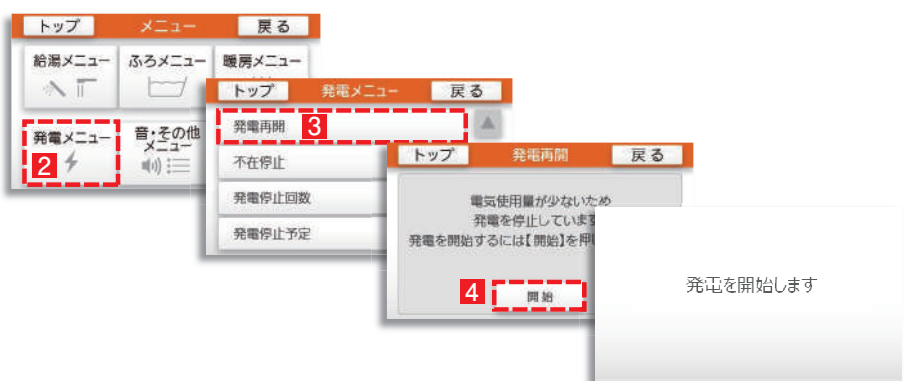 トップ メニュー 戻る
給湯メニュー ふろメニュー 暖房メニュー
発電メニュー 音・その他
メニュー
2
トップ 発電メニュー 戻る
発電再開 3
不在停止
発電停止回数
発電停止予定
トップ 発電再開 戻る
電気使用量が少ないため
発電を停止しています
発電を開始するには【開始】を押
4 開始
発電を開始します